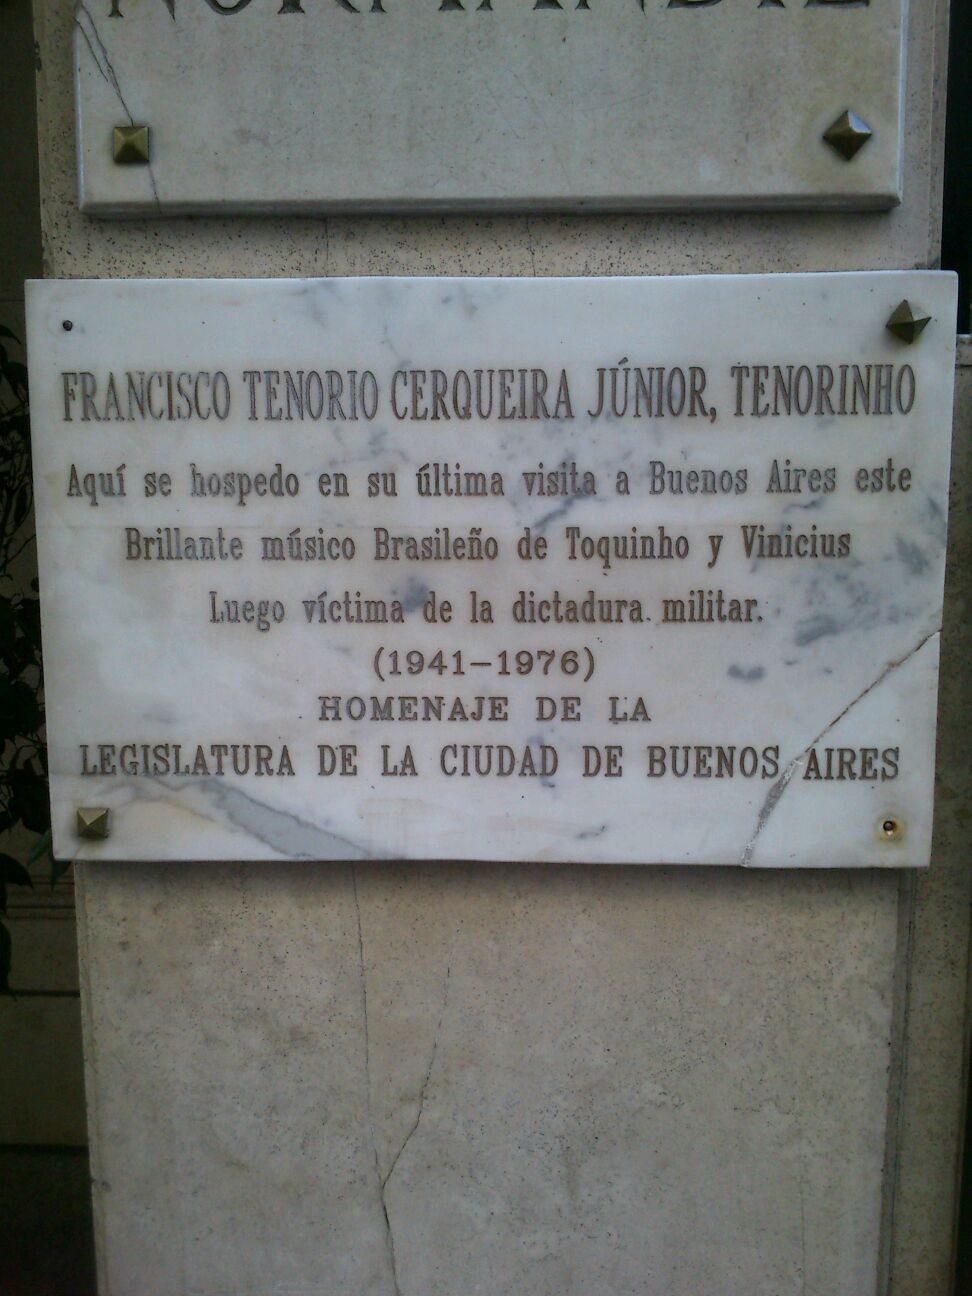 NORMANDIE
FRANCISCO TENORIO CERQUEIRA JÚNIOR, TENORINHO
Aquí se hospedo en su última visita a Buenos Aires este
Brillante músico Brasileño de Toquinho y Vinicius
Luego víctima de la dictadura militar.
(1941-1976)
HOMENAJE DE LA
LEGISLATURA DE LA CIUDAD DE BUENOS AIRES